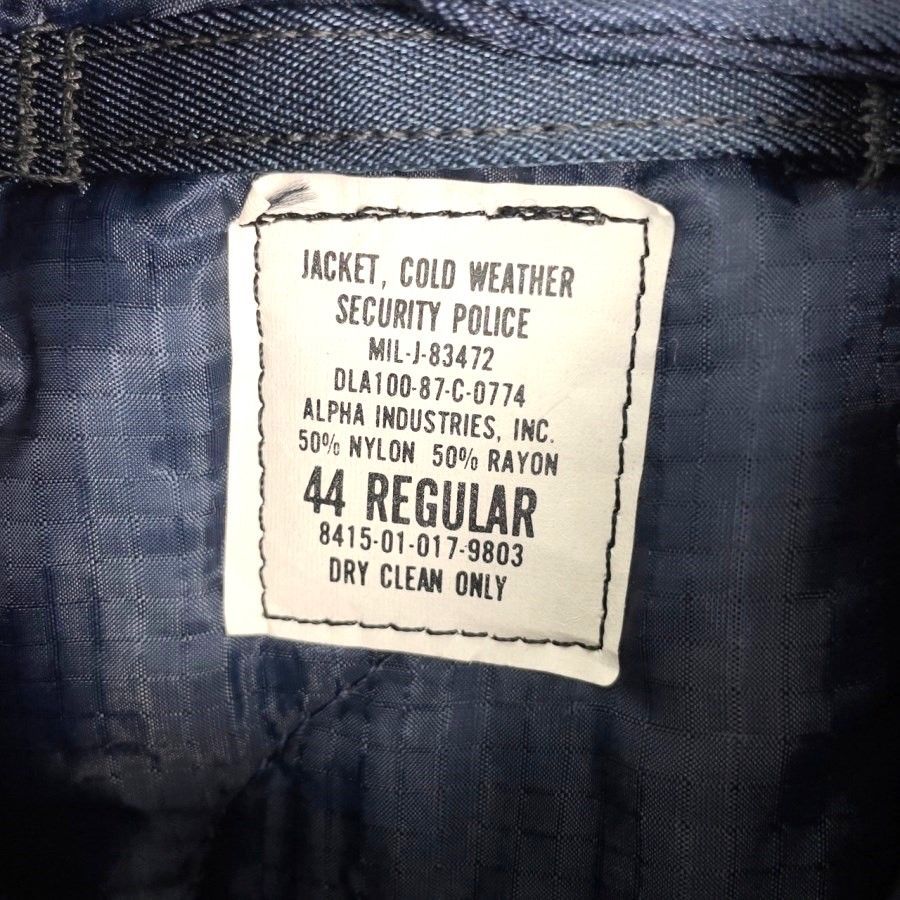 JACKET, COLD WEATHER
SECURITY POLICE
MIL-J-83472
DLA100-87-C-0774
ALPHA INDUSTRIES, INC.
50% NYLON 50% RAYON
44 REGULAR
8415-01-017-9803
DRY CLEAN ONLY